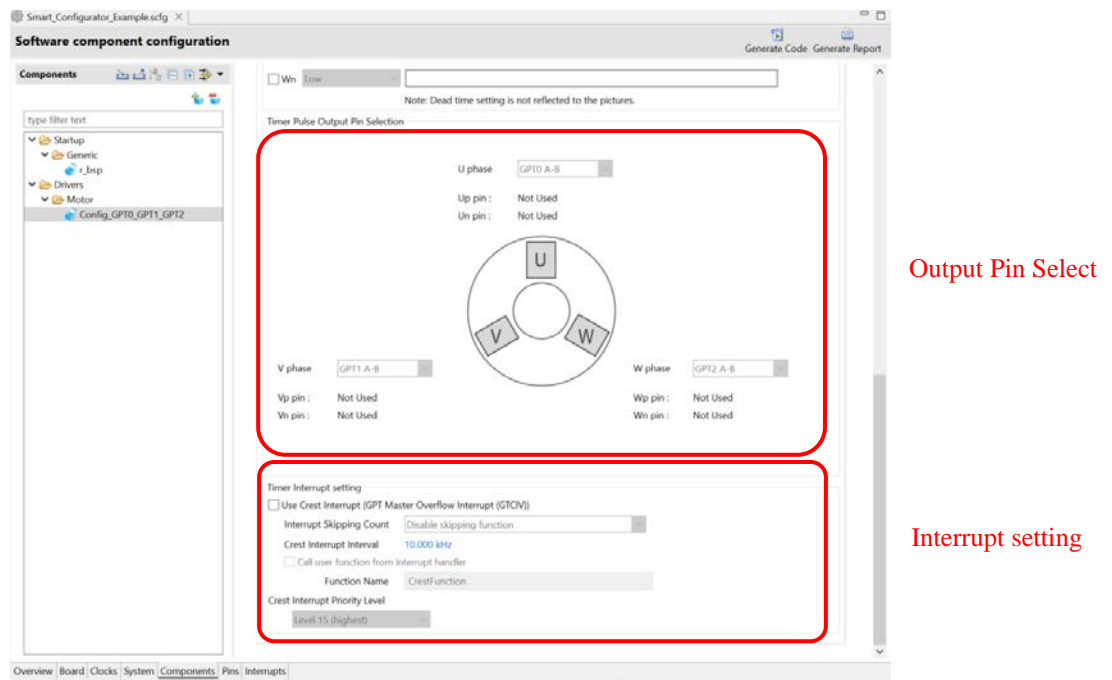 Smart_Configurator_Example.scfg
Software component configuration
Generate Code Generate Report
Components
type filter text
Startup
Generic
r_bsp
Drivers
Motor
Config_GPT0_GPT1_GPT2
Wn Low
Note: Dead time setting is not reflected to the pictures.
Timer Pulse Output Pin Selection
U phase GPT0 A-B
Up pin : Not Used
Un pin : Not Used
U
V
W
V phase GPT1 A-B
Vp pin : Not Used
Vn pin : Not Used
W phase GPT2 A-B
Wp pin : Not Used
Wn pin : Not Used
Output Pin Select
Timer Interrupt setting
Use Crest Interrupt (GPT Master Overflow Interrupt (GTCIV))
Interrupt Skipping Count Disable skipping function
Crest Interrupt Interval 10.000 kHz
Call user function from interrupt handler
Function Name CrestFunction
Crest Interrupt Priority Level
Level 15 (highest)
Interrupt setting
Overview Board Clocks System Components Pins Interrupts